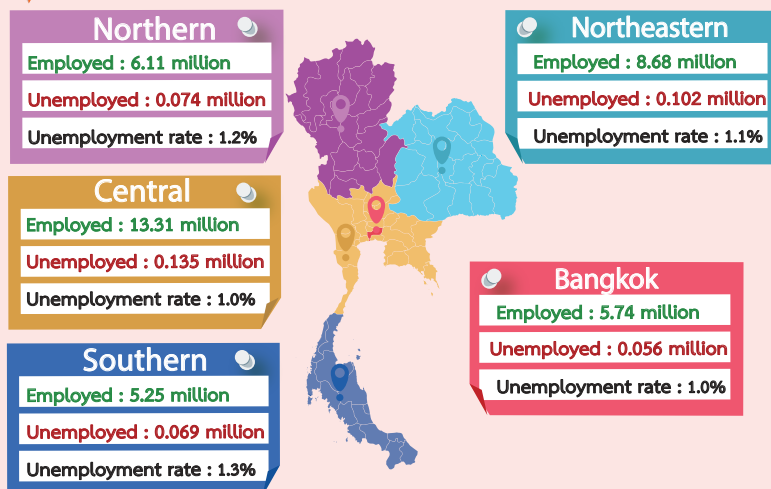 Northern
Employed : 6.11 million
Unemployed : 0.074 million
Unemployment rate : 1.2%
Northeastern
Employed : 8.68 million
Unemployed : 0.102 million
Unemployment rate : 1.1%
Central
Employed : 13.31 million
Unemployed : 0.135 million
Unemployment rate : 1.0%
Bangkok
Employed : 5.74 million
Unemployed : 0.056 million
Unemployment rate : 1.0%
Southern
Employed : 5.25 million
Unemployed : 0.069 million
Unemployment rate : 1.3%